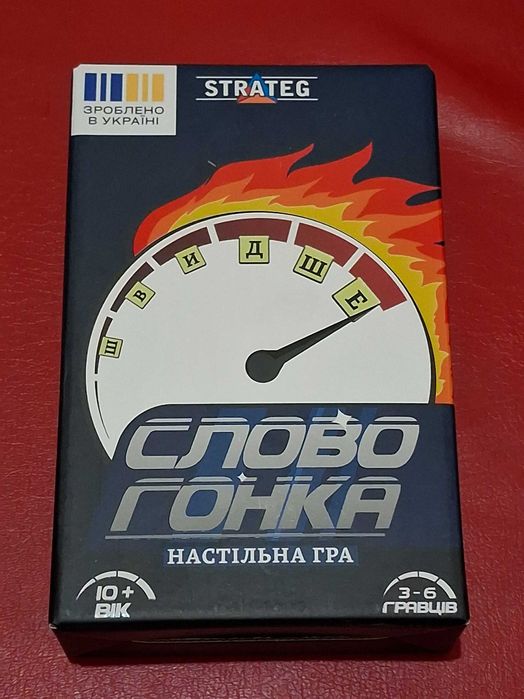 ЗРОБЛЕНО
В УКРАЇНІ
STRATEG
ШВИДШЕ
СЛОВО
ГОНКА
НАСТІЛЬНА ГРА
10+
ВІК
3-6
ГРАВЦІВ